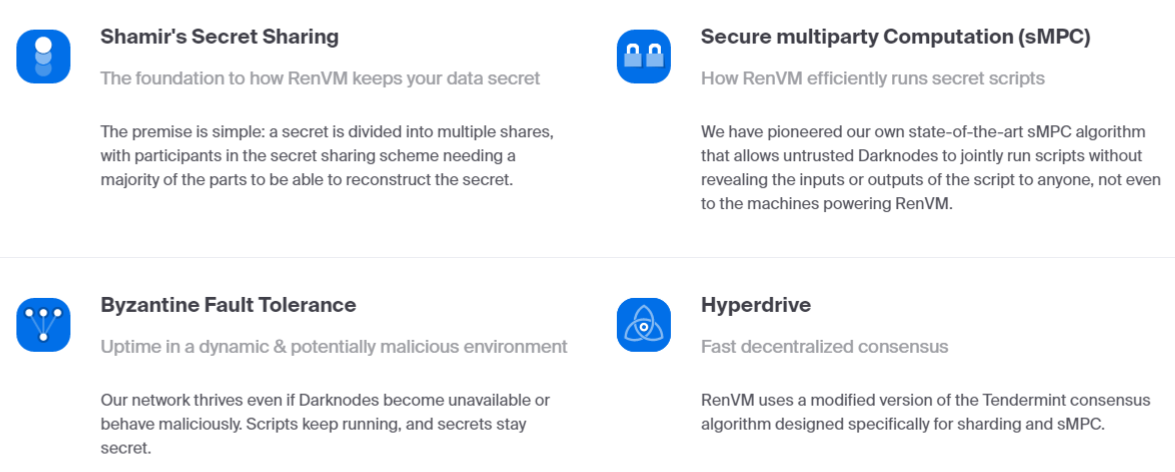 Shamir's Secret Sharing
The foundation to how RenVM keeps your data secret
The premise is simple: a secret is divided into multiple shares,
with participants in the secret sharing scheme needing a
majority of the parts to be able to reconstruct the secret.
Secure multiparty Computation (sMPC)
How RenVM efficiently runs secret scripts
We have pioneered our own state-of-the-art sMPC algorithm
that allows untrusted Darknodes to jointly run scripts without
revealing the inputs or outputs of the script to anyone, not even
to the machines powering RenVM.
Byzantine Fault Tolerance
Uptime in a dynamic & potentially malicious environment
Our network thrives even if Darknodes become unavailable or
behave maliciously. Scripts keep running, and secrets stay
secret.
Hyperdrive
Fast decentralized consensus
RenVM uses a modified version of the Tendermint consensus
algorithm designed specifically for sharding and sMPC.